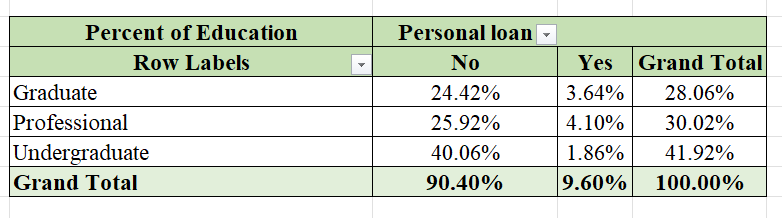 Percent of Education Personal loan
Row Labels No Yes Grand Total
Graduate 24.42% 3.64% 28.06%
Professional 25.92% 4.10% 30.02%
Undergraduate 40.06% 1.86% 41.92%
Grand Total 90.40% 9.60% 100.00%